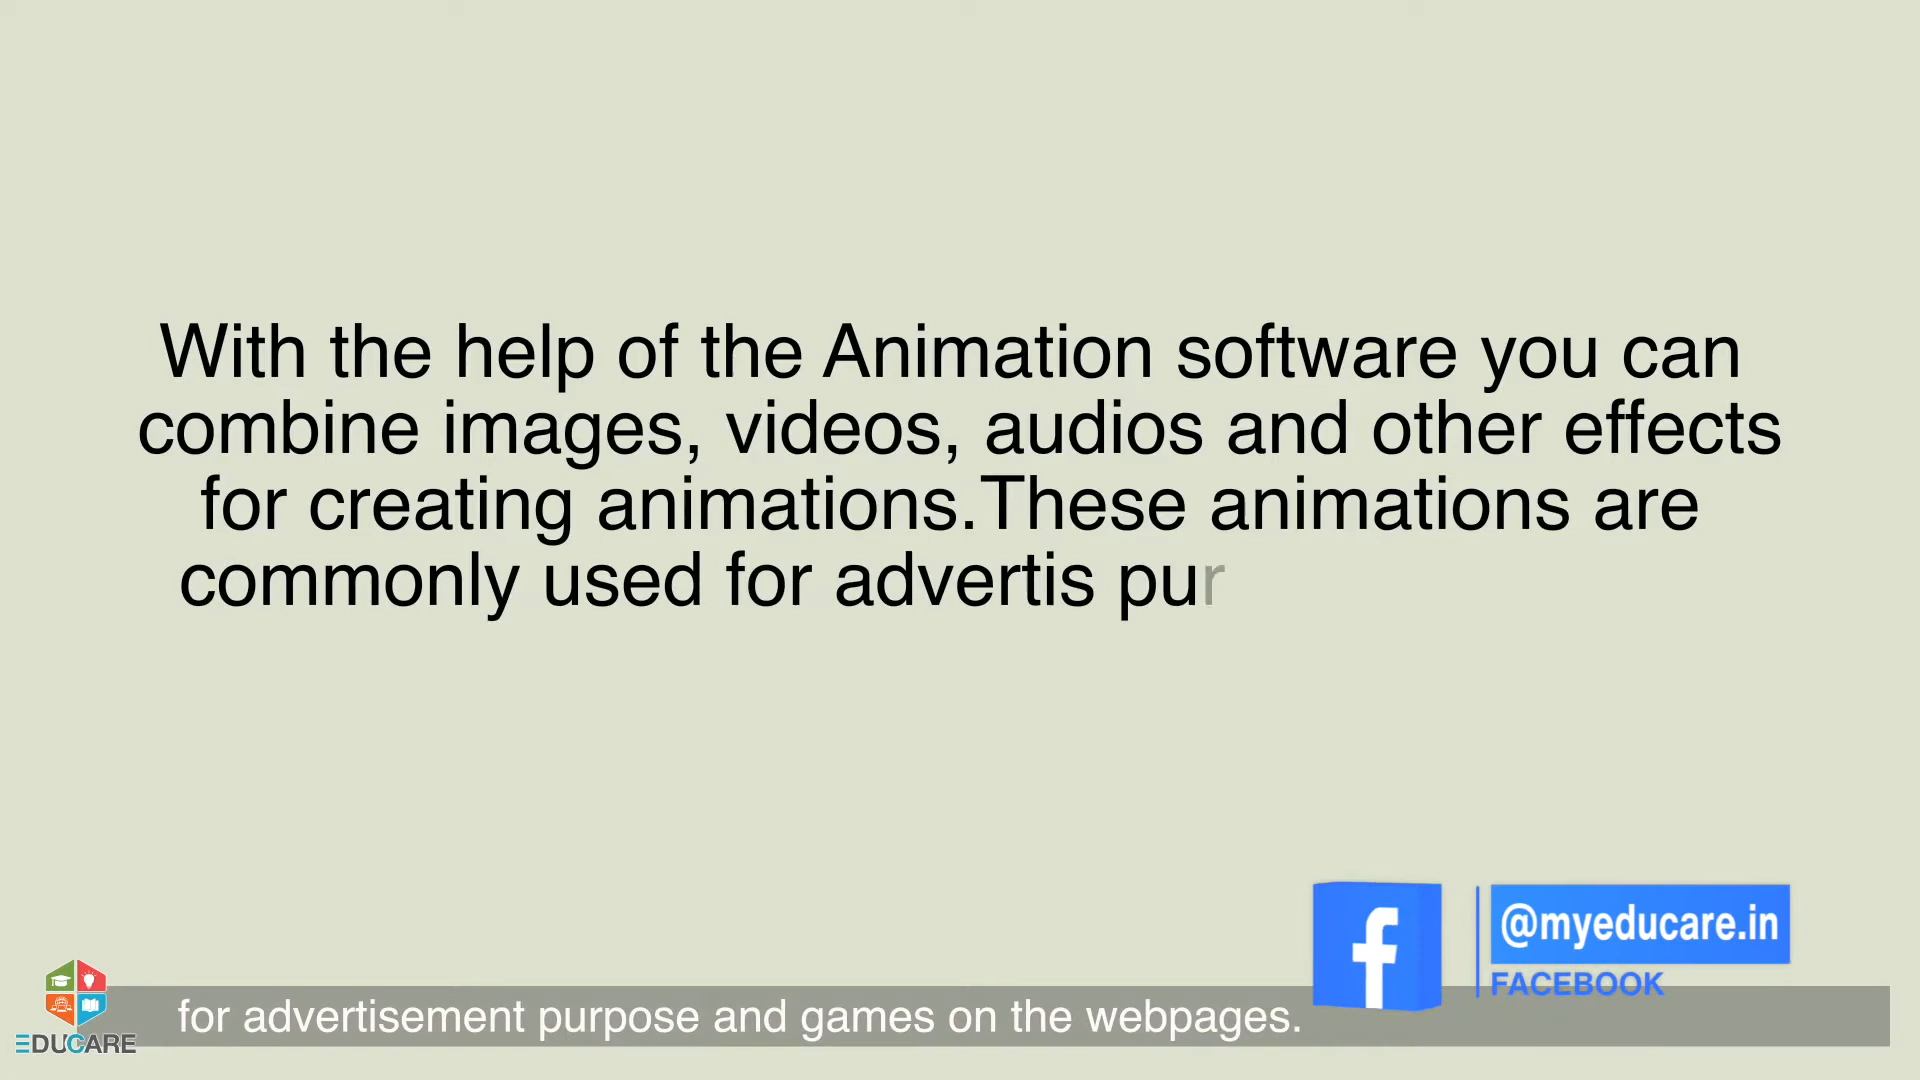 With the help of the Animation software you can
combine images, videos, audios and other effects
for creating animations.These animations are
commonly used for advertis pur
@myeducare.in
FACEBOOK
for advertisement purpose and games on the webpages.
EDUCARE